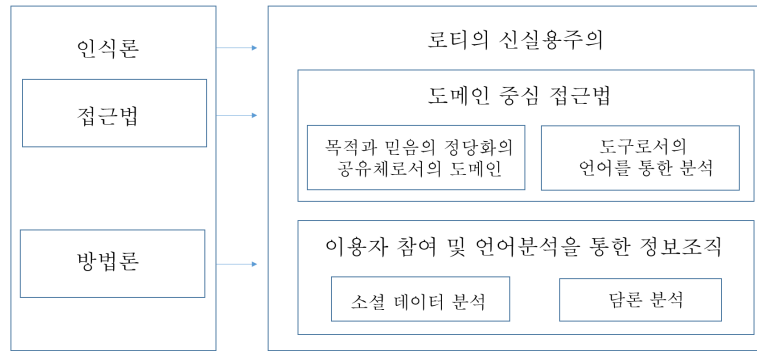 인식론
접근법
방법론
로티의 신실용주의
도메인 중심 접근법
목적과 믿음의 정당화의
공유체로서의 도메인
도구로서의
언어를 통한 분석
이용자 참여 및 언어분석을 통한 정보조직
소셜 데이터 분석
담론 분석